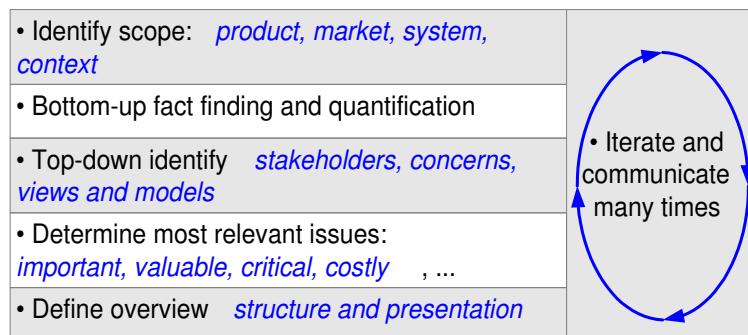 • Identify scope: product, market, system,
context
• Bottom-up fact finding and quantification
• Top-down identify stakeholders, concerns,
views and models
• Determine most relevant issues:
important, valuable, critical, costly , ...
• Define overview structure and presentation
• Iterate and
communicate
many times